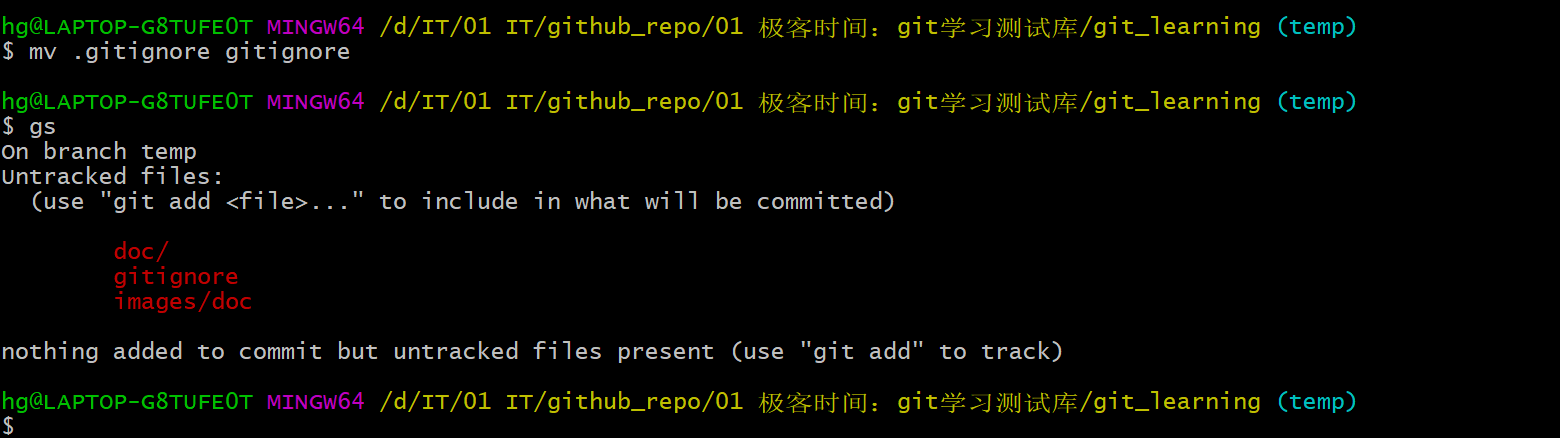 hg@LAPTOP-G8TUFE0T MINGW64 /d/IT/01 IT/github_repo/01 极客时间：git学习测试库/git_learning (temp)
$ mv .gitignore gitignore
hg@LAPTOP-G8TUFE0T MINGW64 /d/IT/01 IT/github_repo/01 极客时间：git学习测试库/git_learning (temp)
$ gs
On branch temp
Untracked files:
(use "git add <file>..." to include in what will be committed)
doc/
gitignore
images/doc
nothing added to commit but untracked files present (use "git add" to track)
hg@LAPTOP-G8TUFE0T MINGW64 /d/IT/01 IT/github_repo/01 极客时间：git学习测试库/git_learning (temp)
$